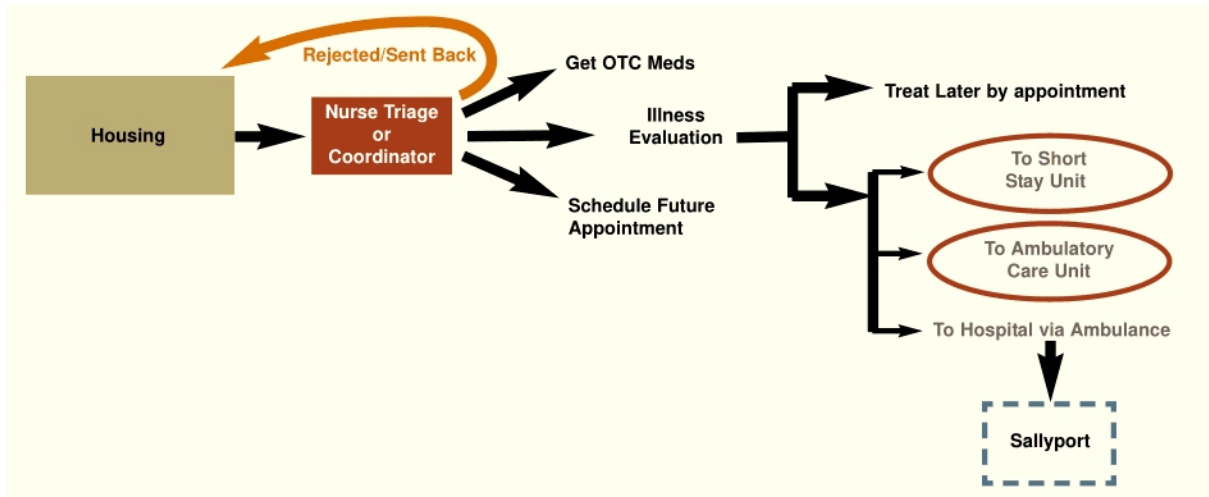 Rejected/Sent Back
Housing
Nurse Triage
or
Coordinator
Get OTC Meds
Illness
Evaluation
Schedule Future
Appointment
Treat Later by appointment
To Short
Stay Unit
To Ambulatory
Care Unit
To Hospital via Ambulance
Sallyport